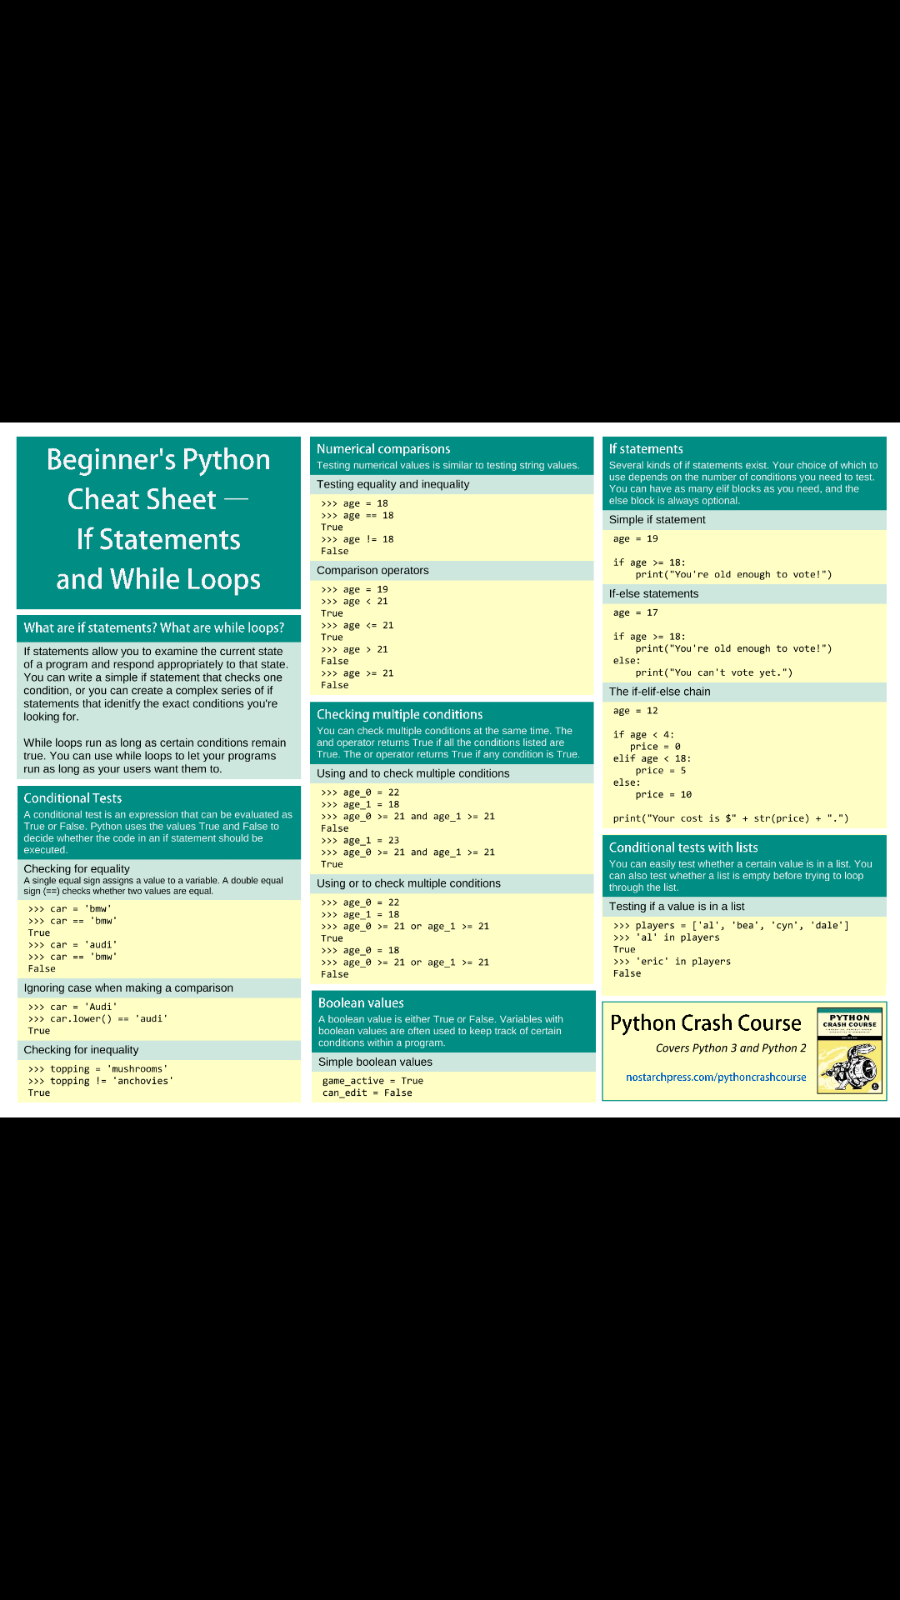 Beginner's Python
Cheat Sheet —
If Statements
and While Loops
What are if statements? What are while loops?
If statements allow you to examine the current state
of a program and respond appropriately to that state.
You can write a simple if statement that checks one
condition, or you can create a complex series of if
statements that idenitfy the exact conditions you're
looking for.
While loops run as long as certain conditions remain
true. You can use while loops to let your programs
run as long as your users want them to.
Conditional Tests
A conditional test is an expression that can be evaluated as
True or False. Python uses the values True and False to
decide whether the code in an if statement should be
executed.
Checking for equality
A single equal sign assigns a value to a variable. A double equal
sign (==) checks whether two values are equal.
>>> car = 'bmw'
>>> car == 'bmw'
True
>>> car = 'audi'
>>> car == 'bmw'
False
Ignoring case when making a comparison
>>> car = 'Audi'
>>> car.lower() == 'audi'
True
Checking for inequality
>>> topping = 'mushrooms'
>>> topping != 'anchovies'
True
Numerical comparisons
Testing numerical values is similar to testing string values.
Testing equality and inequality
>>> age = 18
>>> age == 18
True
>>> age != 18
False
Comparison operators
>>> age = 19
>>> age < 21
True
>>> age <= 21
True
>>> age > 21
False
>>> age >= 21
False
Checking multiple conditions
You can check multiple conditions at the same time. The
and operator returns True if all the conditions listed are
True. The or operator returns True if any condition is True.
Using and to check multiple conditions
>>> age_0 = 22
>>> age_1 = 18
>>> age_0 >= 21 and age_1 >= 21
False
>>> age_1 = 23
>>> age_0 >= 21 and age_1 >= 21
True
Using or to check multiple conditions
>>> age_0 = 22
>>> age_1 = 18
>>> age_0 >= 21 or age_1 >= 21
True
>>> age_0 = 18
>>> age_0 >= 21 or age_1 >= 21
False
Boolean values
A boolean value is either True or False. Variables with
boolean values are often used to keep track of certain
conditions within a program.
Simple boolean values
game_active = True
can_edit = False
If statements
Several kinds of if statements exist. Your choice of which to
use depends on the number of conditions you need to test.
You can have as many elif blocks as you need, and the
else block is always optional.
Simple if statement
age = 19
if age >= 18:
    print("You're old enough to vote!")
If-else statements
age = 17
if age >= 18:
    print("You're old enough to vote!")
else:
    print("You can't vote yet.")
The if-elif-else chain
age = 12
if age < 4:
    price = 0
elif age < 18:
    price = 5
else:
    price = 10
print("Your cost is $" + str(price) + ".")
Conditional tests with lists
You can easily test whether a certain value is in a list. You
can also test whether a list is empty before trying to loop
through the list.
Testing if a value is in a list
>>> players = ['al', 'bea', 'cyn', 'dale']
>>> 'al' in players
True
>>> 'eric' in players
False
Python Crash Course
Covers Python 3 and Python 2
nostarchpress.com/pythoncrashcourse
PYTHON
CRASH COURSE